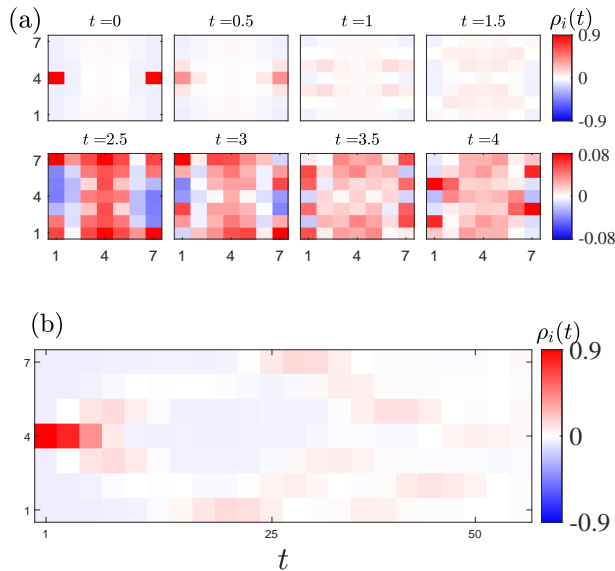 (a) t=0 t=0.5 t=1 t=1.5 ρi(t)
7 0.9
4 0
1 -0.9
t=2.5 t=3 t=3.5 t=4
7 0.08
4 0
1 -0.08
1 4 7 1 4 7 1 4 7 1 4 7
(b) ρi(t)
7 0.9
4 0
1 -0.9
1 25 50
t